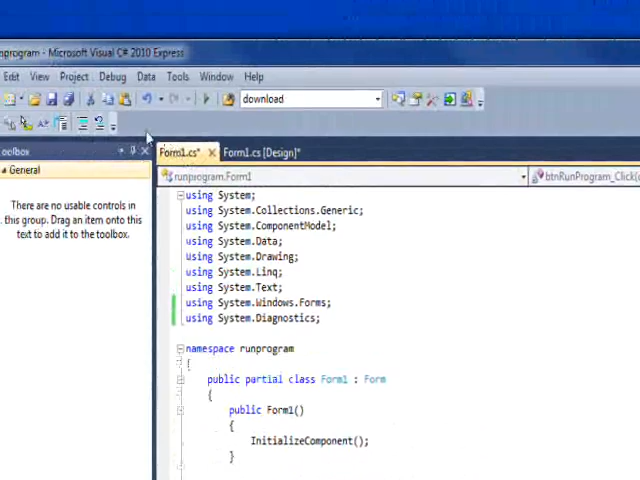 nprogram - Microsoft Visual C# 2010 Express
Edit View Project Debug Data Tools Window Help
download
oolbox
Form1.cs* Form1.cs [Design]*
General
runprogram.Form1
btnRunProgram_Click(
There are no usable controls in
this group. Drag an item onto this
text to add it to the toolbox.
using System;
using System.Collections.Generic;
using System.ComponentModel;
using System.Data;
using System.Drawing;
using System.Linq;
using System.Text;
using System.Windows.Forms;
using System.Diagnostics;
namespace runprogram
{
public partial class Form1 : Form
{
public Form1()
{
InitializeComponent();
}